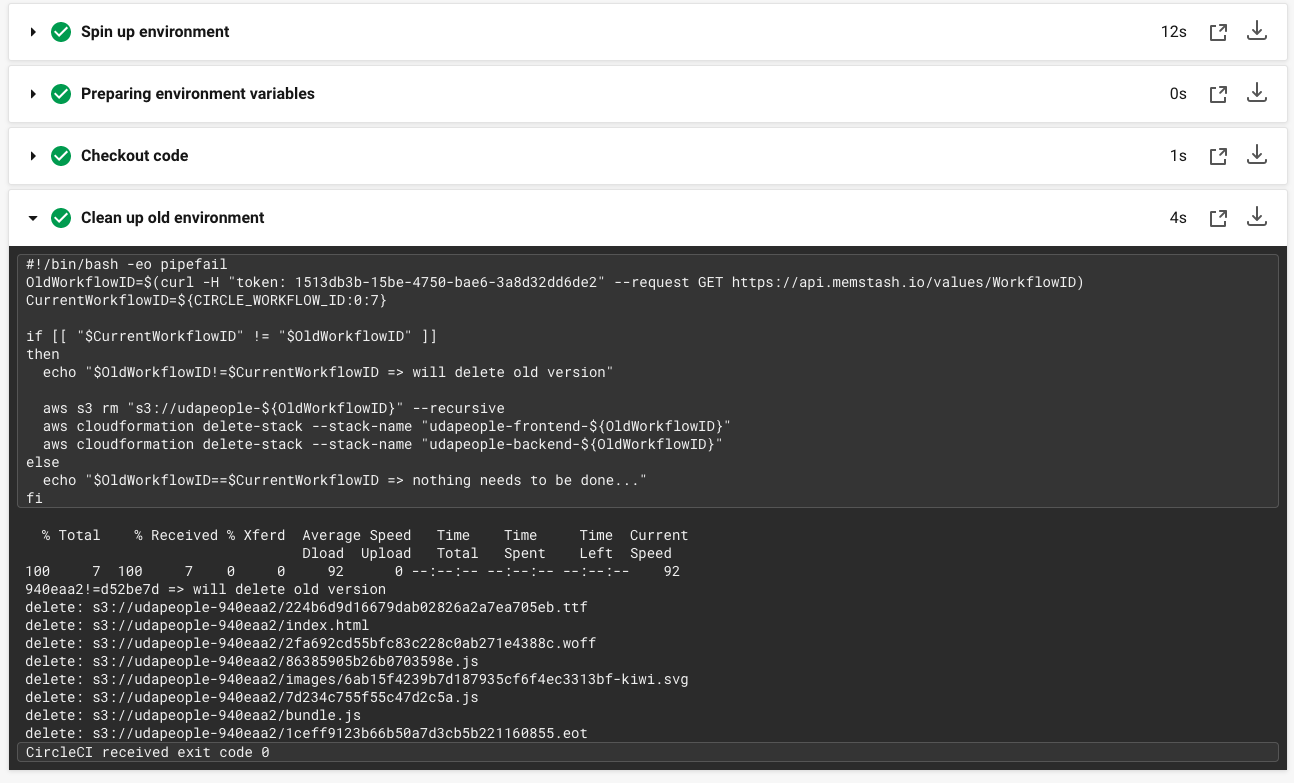 Spin up environment 12s
Preparing environment variables 0s
Checkout code 1s
Clean up old environment 4s
#!/bin/bash -eo pipefail
OldWorkflowID=$(curl -H "token: 1513db3b-15be-4750-bae6-3a8d32dd6de2" --request GET https://api.memstash.io/values/WorkflowID)
CurrentWorkflowID=${CIRCLE_WORKFLOW_ID:0:7}
if [[ "$CurrentWorkflowID" != "$OldWorkflowID" ]]
then
  echo "$OldWorkflowID!=$CurrentWorkflowID => will delete old version"
  aws s3 rm "s3://udapeople-${OldWorkflowID}" --recursive
  aws cloudformation delete-stack --stack-name "udapeople-frontend-${OldWorkflowID}"
  aws cloudformation delete-stack --stack-name "udapeople-backend-${OldWorkflowID}"
else
  echo "$OldWorkflowID==$CurrentWorkflowID => nothing needs to be done..."
fi
  % Total    % Received % Xferd  Average Speed   Time    Time     Time  Current
                                 Dload  Upload   Total   Spent    Left  Speed
100     7  100     7    0     0     92      0 --:--:-- --:--:-- --:--:--    92
940eaa2!=d52be7d => will delete old version
delete: s3://udapeople-940eaa2/224b6d9d16679dab02826a2a7ea705eb.ttf
delete: s3://udapeople-940eaa2/index.html
delete: s3://udapeople-940eaa2/2fa692cd55bfc83c228c0ab271e4388c.woff
delete: s3://udapeople-940eaa2/86385905b26b0703598e.js
delete: s3://udapeople-940eaa2/images/6ab15f4239b7d187935cf6f4ec3313bf-kiwi.svg
delete: s3://udapeople-940eaa2/7d234c755f55c47d2c5a.js
delete: s3://udapeople-940eaa2/bundle.js
delete: s3://udapeople-940eaa2/1ceff9123b66b50a7d3cb5b221160855.eot
CircleCI received exit code 0